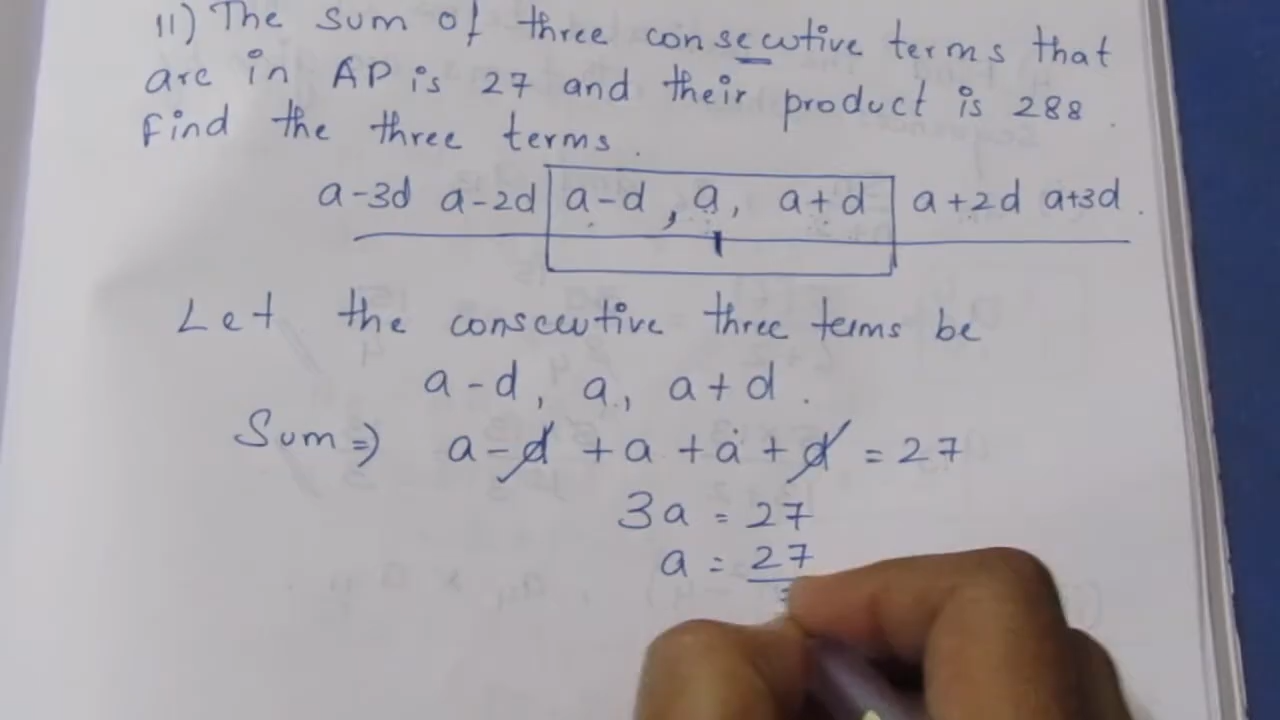 11) The sum of three consecutive terms that
are in AP is 27 and their product is 288.
Find the three terms.
a-3d a-2d a-d, a, a+d a+2d a+3d.
Let the consecutive three terms be
a-d, a, a+d.
Sum ⇒ a-d + a + a + d = 27
3a = 27
a = 27